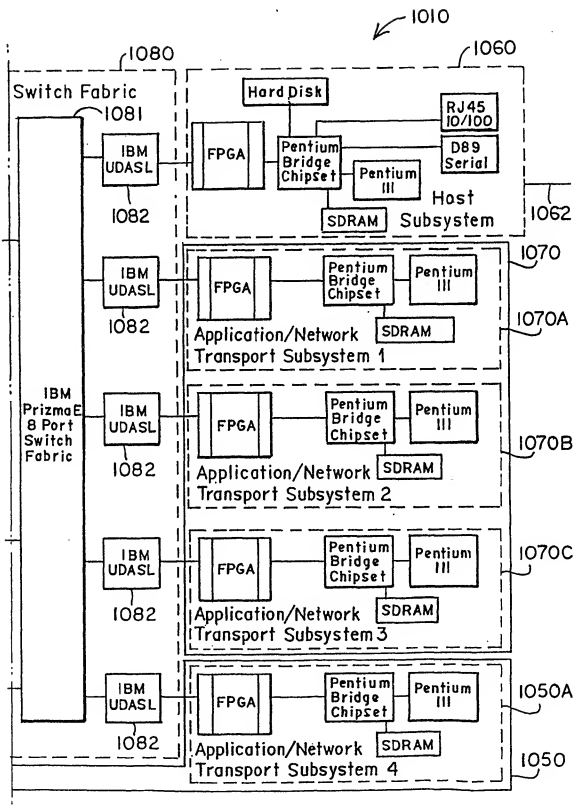 1010
1080
1060
Switch Fabric
1081
Hard Disk
RJ45
10/100
IBM
UDASL
FPGA
Pentium
Bridge
Chipset
D89
Serial
Pentium
III
1082
SDRAM
Host
Subsystem
1062
1070
IBM
UDASL
FPGA
Pentium
Bridge
Chipset
Pentium
III
1082
SDRAM
1070A
Application/Network
Transport Subsystem 1
IBM
PrizmaE
8 Port
Switch
Fabric
IBM
UDASL
FPGA
Pentium
Bridge
Chipset
Pentium
III
1070B
1082
SDRAM
Application/Network
Transport Subsystem 2
IBM
UDASL
FPGA
Pentium
Bridge
Chipset
Pentium
III
1070C
1082
SDRAM
Application/Network
Transport Subsystem 3
IBM
UDASL
FPGA
Pentium
Bridge
Chipset
Pentium
III
1050A
1082
SDRAM
Application/Network
Transport Subsystem 4
1050